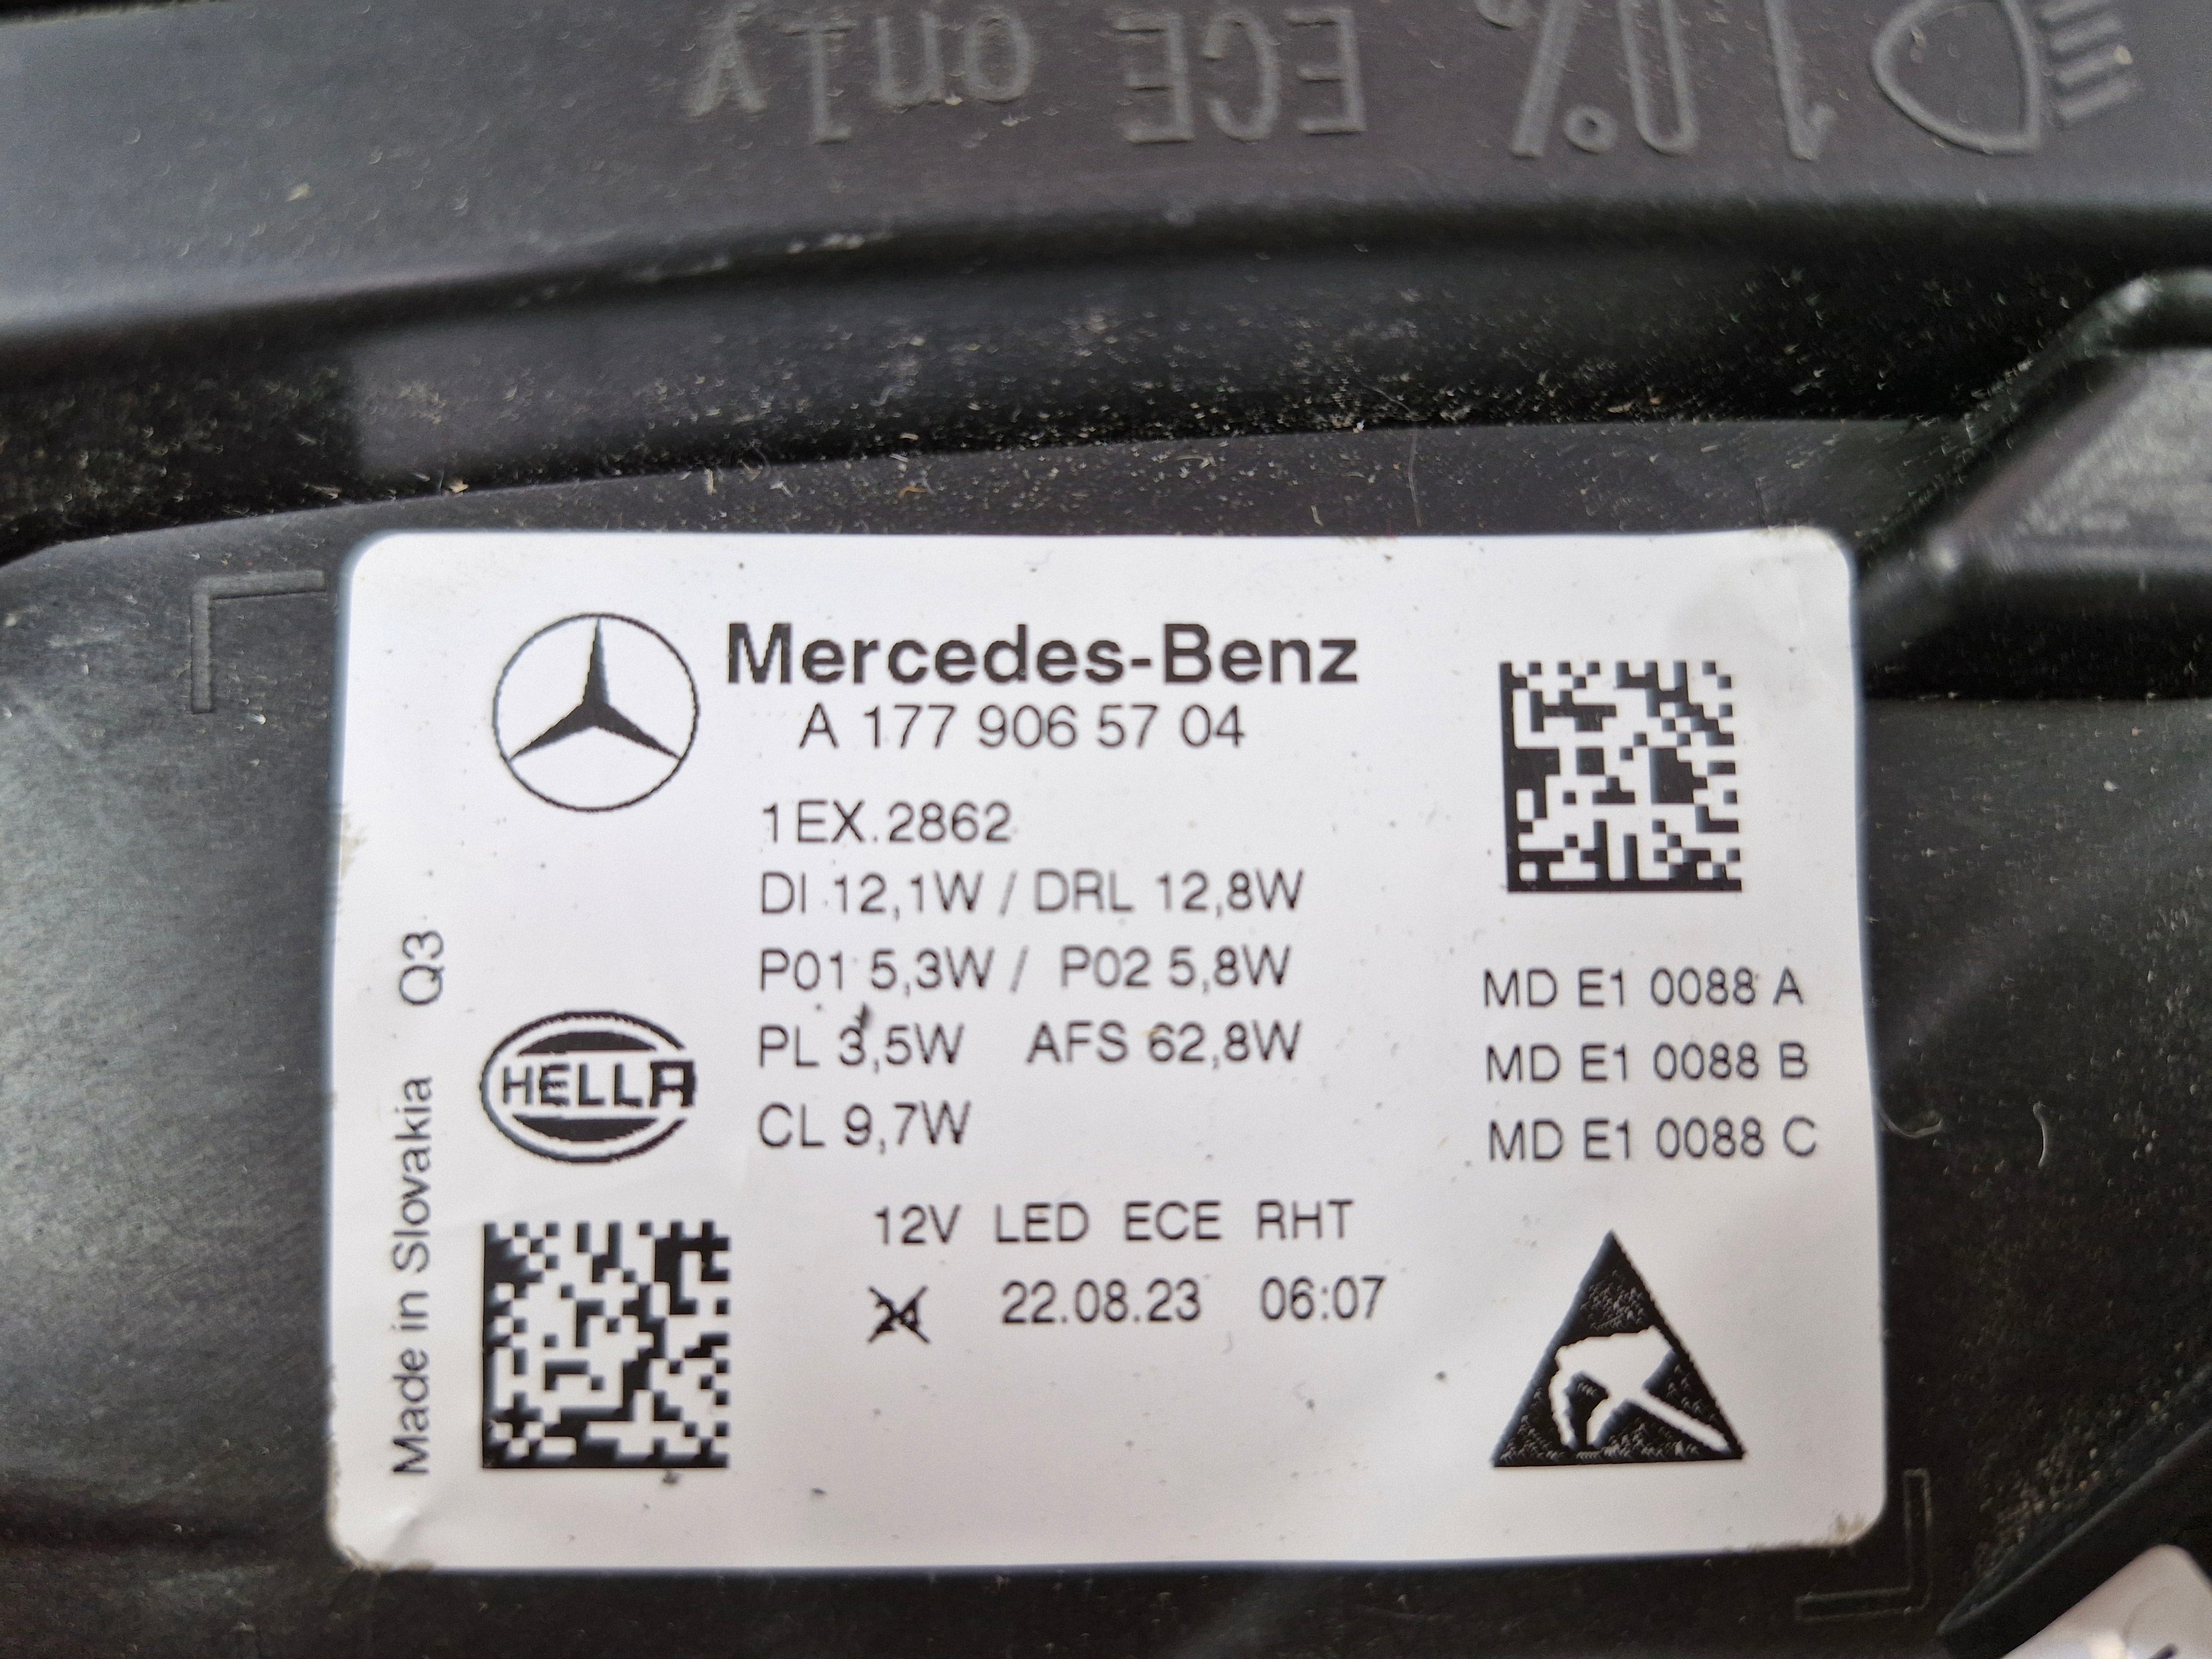 1.0% ECE only
Mercedes-Benz
A 177 906 57 04
1EX.2862
DI 12,1W / DRL 12,8W
P01 5,3W / P02 5,8W
PL 3,5W AFS 62,8W
CL 9,7W
12V LED ECE RHT
22.08.23 06:07
MD E1 0088 A
MD E1 0088 B
MD E1 0088 C
HELLA
Made in Slovakia Q3